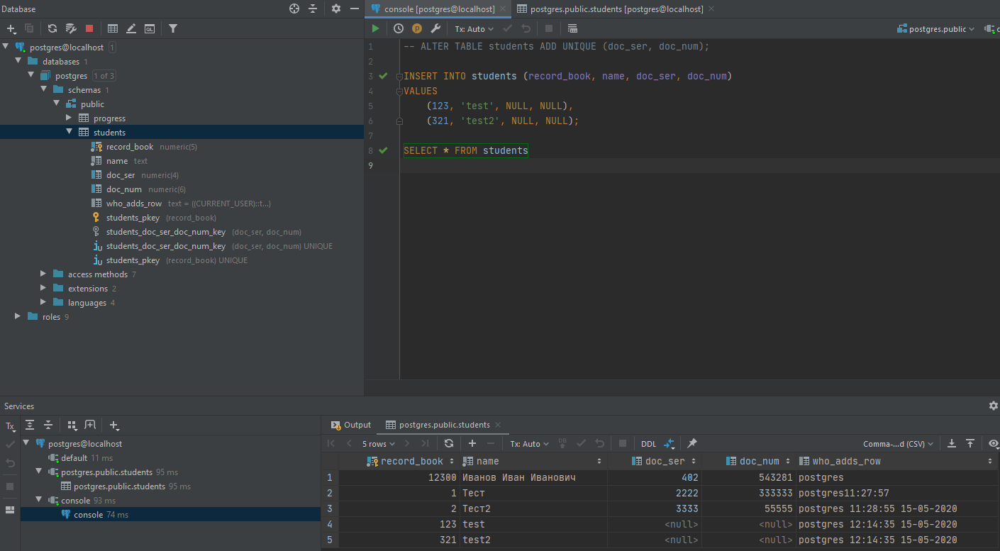 Database
postgres@localhost 1
databases 1
postgres 1 of 3
schemas 1
public
progress
students
record_book numeric(5)
name text
doc_ser numeric(4)
doc_num numeric(6)
who_adds_row text = ((CURRENT_USER)::t...)
students_pkey (record_book)
students_doc_ser_doc_num_key (doc_ser, doc_num)
students_doc_ser_doc_num_key (doc_ser, doc_num) UNIQUE
students_pkey (record_book) UNIQUE
access methods 7
extensions 2
languages 4
roles 9
console [postgres@localhost] postgres.public.students [postgres@localhost]
Tx: Auto postgres.public
1 -- ALTER TABLE students ADD UNIQUE (doc_ser, doc_num);
2
3 INSERT INTO students (record_book, name, doc_ser, doc_num)
4 VALUES
5 (123, 'test', NULL, NULL),
6 (321, 'test2', NULL, NULL);
7
8 SELECT * FROM students
9
Services
Tx
postgres@localhost
default 11 ms
postgres.public.students 95 ms
postgres.public.students 95 ms
console 93 ms
console 74 ms
Output postgres.public.students
5 rows Tx: Auto DB DDL Comma-...d (CSV)
record_book name doc_ser doc_num who_adds_row
1 12300 Иванов Иван Иванович 402 543281 postgres
2 1 Тест 2222 333333 postgres11:27:57
3 2 Тест2 3333 55555 postgres 11:28:55 15-05-2020
4 123 test <null> <null> postgres 12:14:35 15-05-2020
5 321 test2 <null> <null> postgres 12:14:35 15-05-2020